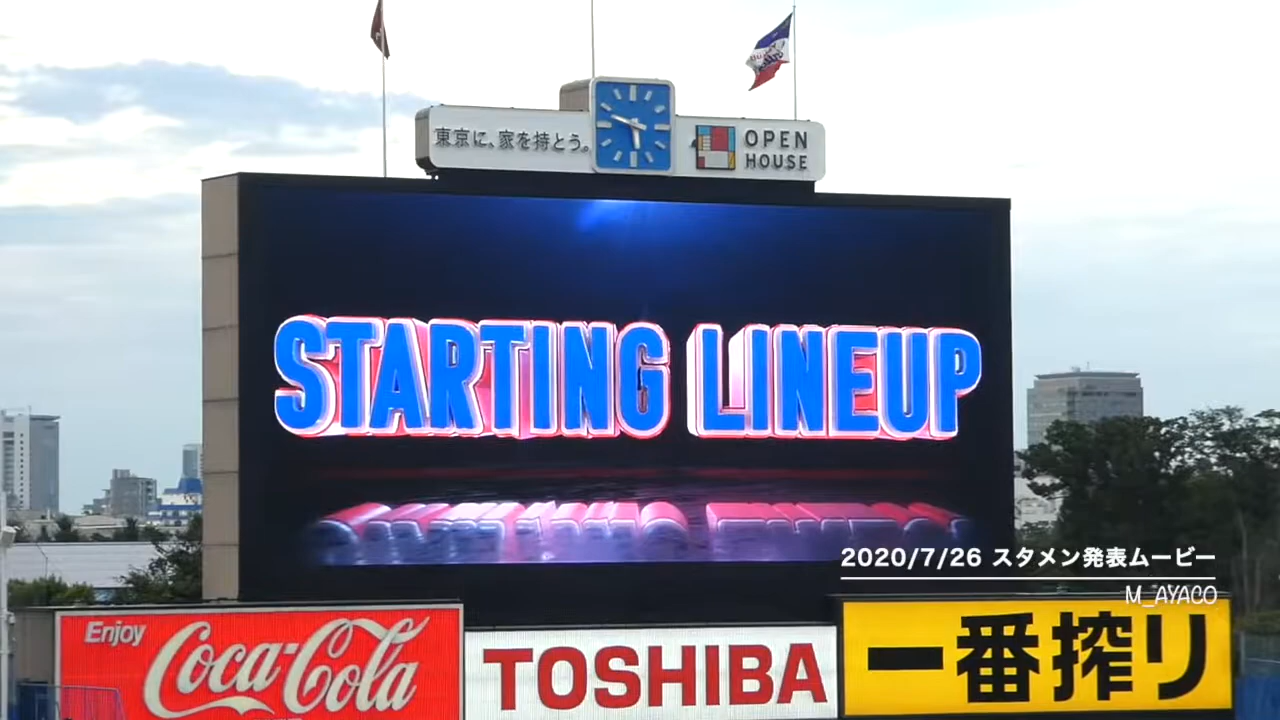 東京に、家を持とう。
OPEN
HOUSE
STARTING LINEUP
2020/7/26 スタメン発表ムービー
M_AYACO
Enjoy
Coca-Cola
TOSHIBA
一番搾り